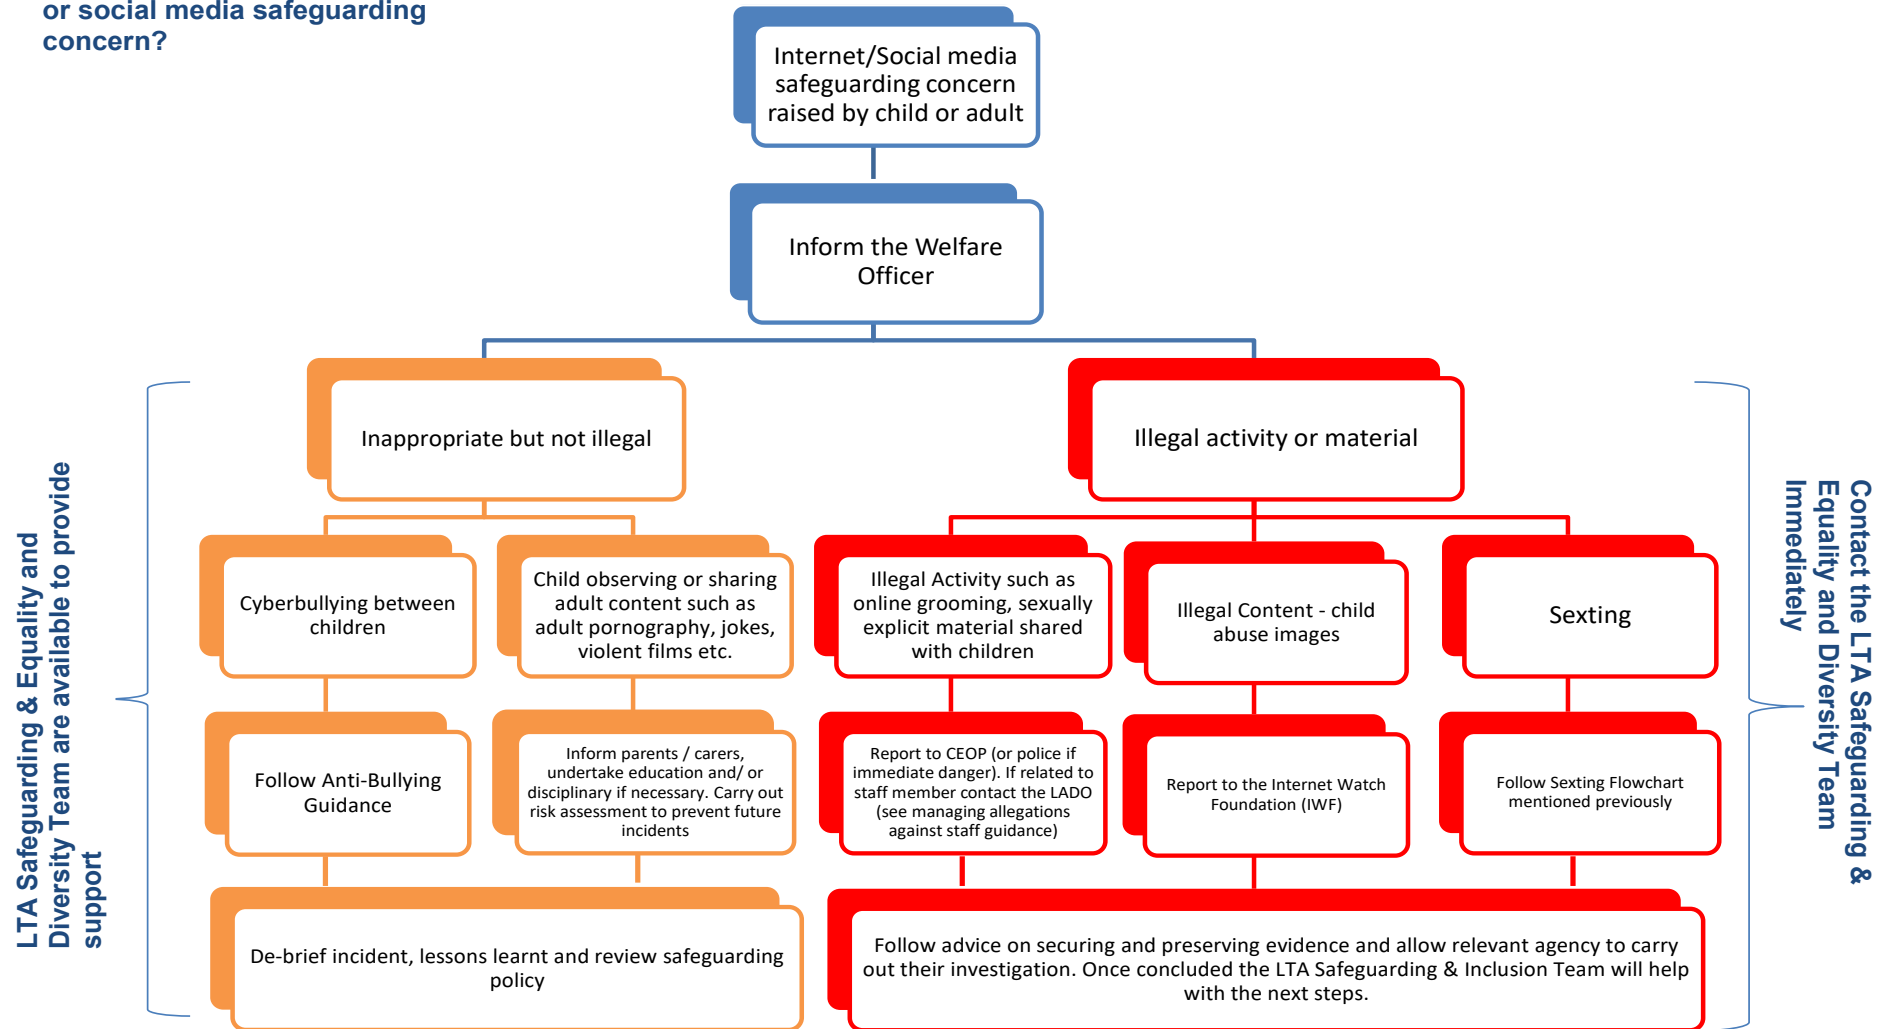 or social media safeguarding
concern?
Internet/Social media
safeguarding concern
raised by child or adult
Inform the Welfare
Officer
Inappropriate but not illegal
Illegal activity or material
Cyberbullying between
children
Child observing or sharing
adult content such as
adult pornography, jokes,
violent films etc.
Illegal Activity such as
online grooming, sexually
explicit material shared
with children
Illegal Content - child
abuse images
Sexting
Follow Anti-Bullying
Guidance
Inform parents / carers,
undertake education and/ or
disciplinary if necessary. Carry out
risk assessment to prevent future
incidents
Report to CEOP (or police if
immediate danger). If related to
staff member contact the LADO
(see managing allegations
against staff guidance)
Report to the Internet Watch
Foundation (IWF)
Follow Sexting Flowchart
mentioned previously
De-brief incident, lessons learnt and review safeguarding
policy
Follow advice on securing and preserving evidence and allow relevant agency to carry
out their investigation. Once concluded the LTA Safeguarding & Inclusion Team will help
with the next steps.
LTA Safeguarding & Equality and
Diversity Team are available to provide
support
Contact the LTA Safeguarding &
Equality and Diversity Team
Immediately